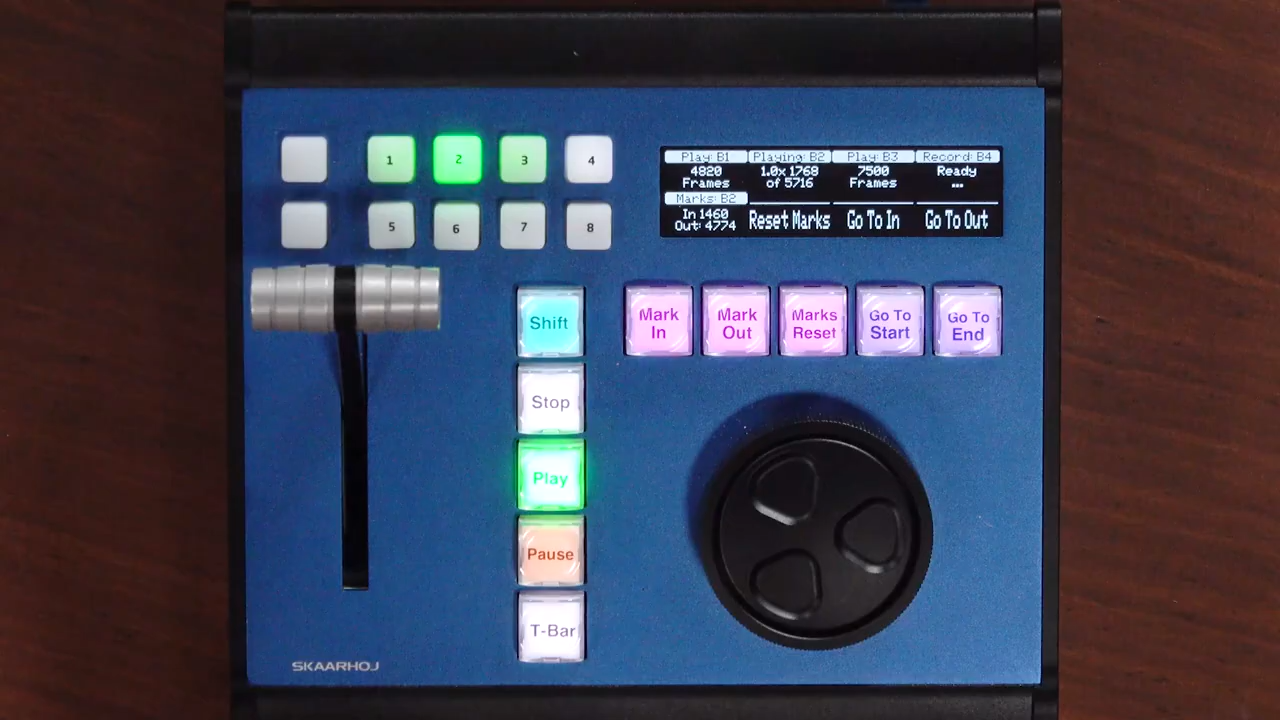 1 2 3 4
5 6 7 8
Play: B1 Playing: B2 Play: B3 Record: B4
4820 1.0x 1768 7500 Ready
Frames of 5716 Frames ...
Marks: B2
In 1460 Reset Marks Go To In Go To Out
Out: 4774
Shift
Mark In
Mark Out
Marks Reset
Go To Start
Go To End
Stop
Play
Pause
T-Bar
SKAARHOJ